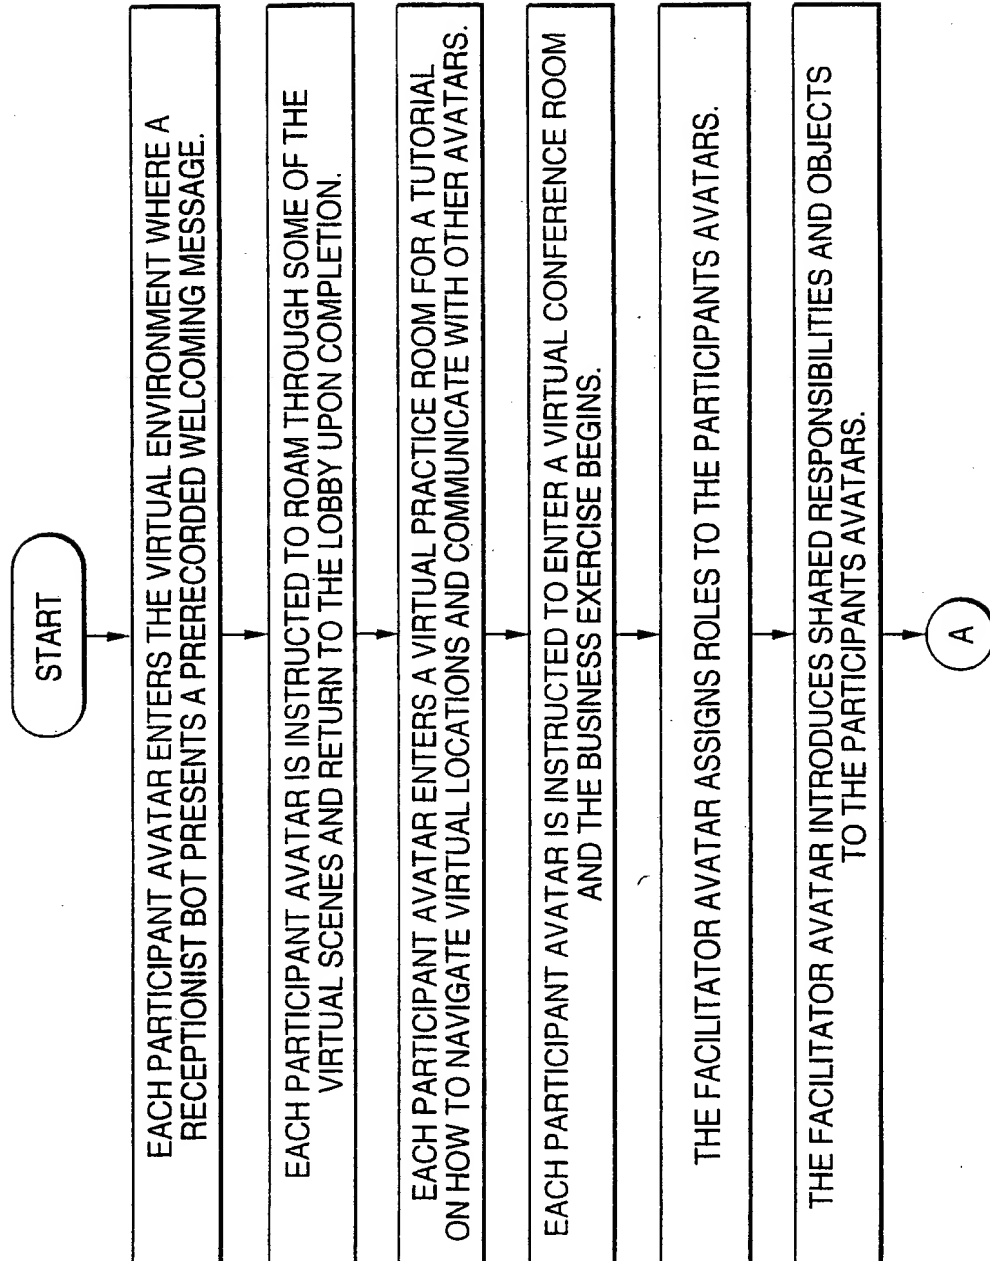 START
EACH PARTICIPANT AVATAR ENTERS THE VIRTUAL ENVIRONMENT WHERE A
RECEPTIONIST BOT PRESENTS A PRERECORDED WELCOMING MESSAGE.
EACH PARTICIPANT AVATAR IS INSTRUCTED TO ROAM THROUGH SOME OF THE
VIRTUAL SCENES AND RETURN TO THE LOBBY UPON COMPLETION.
EACH PARTICIPANT AVATAR ENTERS A VIRTUAL PRACTICE ROOM FOR A TUTORIAL
ON HOW TO NAVIGATE VIRTUAL LOCATIONS AND COMMUNICATE WITH OTHER AVATARS.
EACH PARTICIPANT AVATAR IS INSTRUCTED TO ENTER A VIRTUAL CONFERENCE ROOM
AND THE BUSINESS EXERCISE BEGINS.
THE FACILITATOR AVATAR ASSIGNS ROLES TO THE PARTICIPANTS AVATARS.
THE FACILITATOR AVATAR INTRODUCES SHARED RESPONSIBILITIES AND OBJECTS
TO THE PARTICIPANTS AVATARS.
A